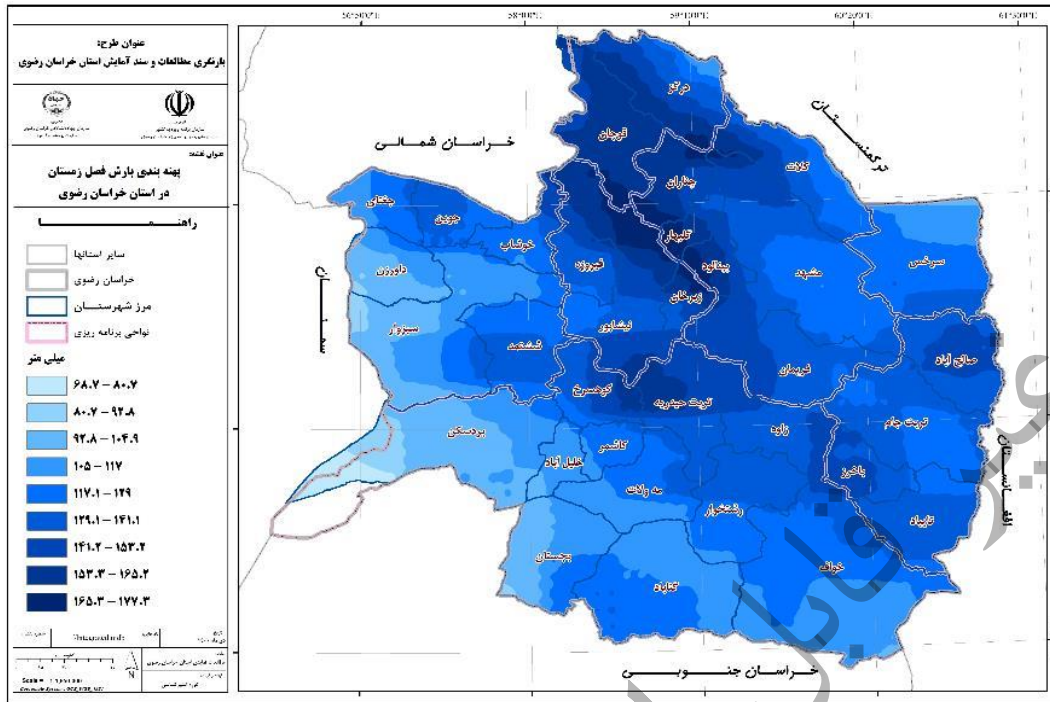 عنوان طرح:
بازنگری مطالعات و سند آمایش استان خراسان رضوی
عنوان نقشه:
پهنه بندی بارش فصل زمستان
در استان خراسان رضوی
راهنما
سایر استانها
خراسان رضوی
مرز شهرستان
نواحی برنامه ریزی
میلی متر
۶۸.۷ – ۸۰.۷
۸۰.۷ – ۹۲.۸
۹۲.۸ – ۱۰۴.۹
۱۰۵ – ۱۱۷
۱۱۷.۱ – ۱۲۹
۱۲۹.۱ – ۱۴۱.۱
۱۴۱.۲ – ۱۵۳.۲
۱۵۳.۳ – ۱۶۵.۲
۱۶۵.۳ – ۱۷۷.۳
N
خراسان شمالی
ترکمنستان
سمنان
افغانستان
خراسان جنوبی
درگز
قوچان
کلات
چناران
جغتای
جوین
گلبهار
خوشاب
سرخس
بینالود
فیروزه
مشهد
داورزن
زبرخان
سبزوار
نیشابور
ششتمد
صالح آباد
فریمان
کوهسرخ
تربت حیدریه
تربت جام
بردسکن
زاوه
کاشمر
خلیل آباد
باخرز
مه ولات
رشتخوار
تایباد
بجستان
خواف
گناباد